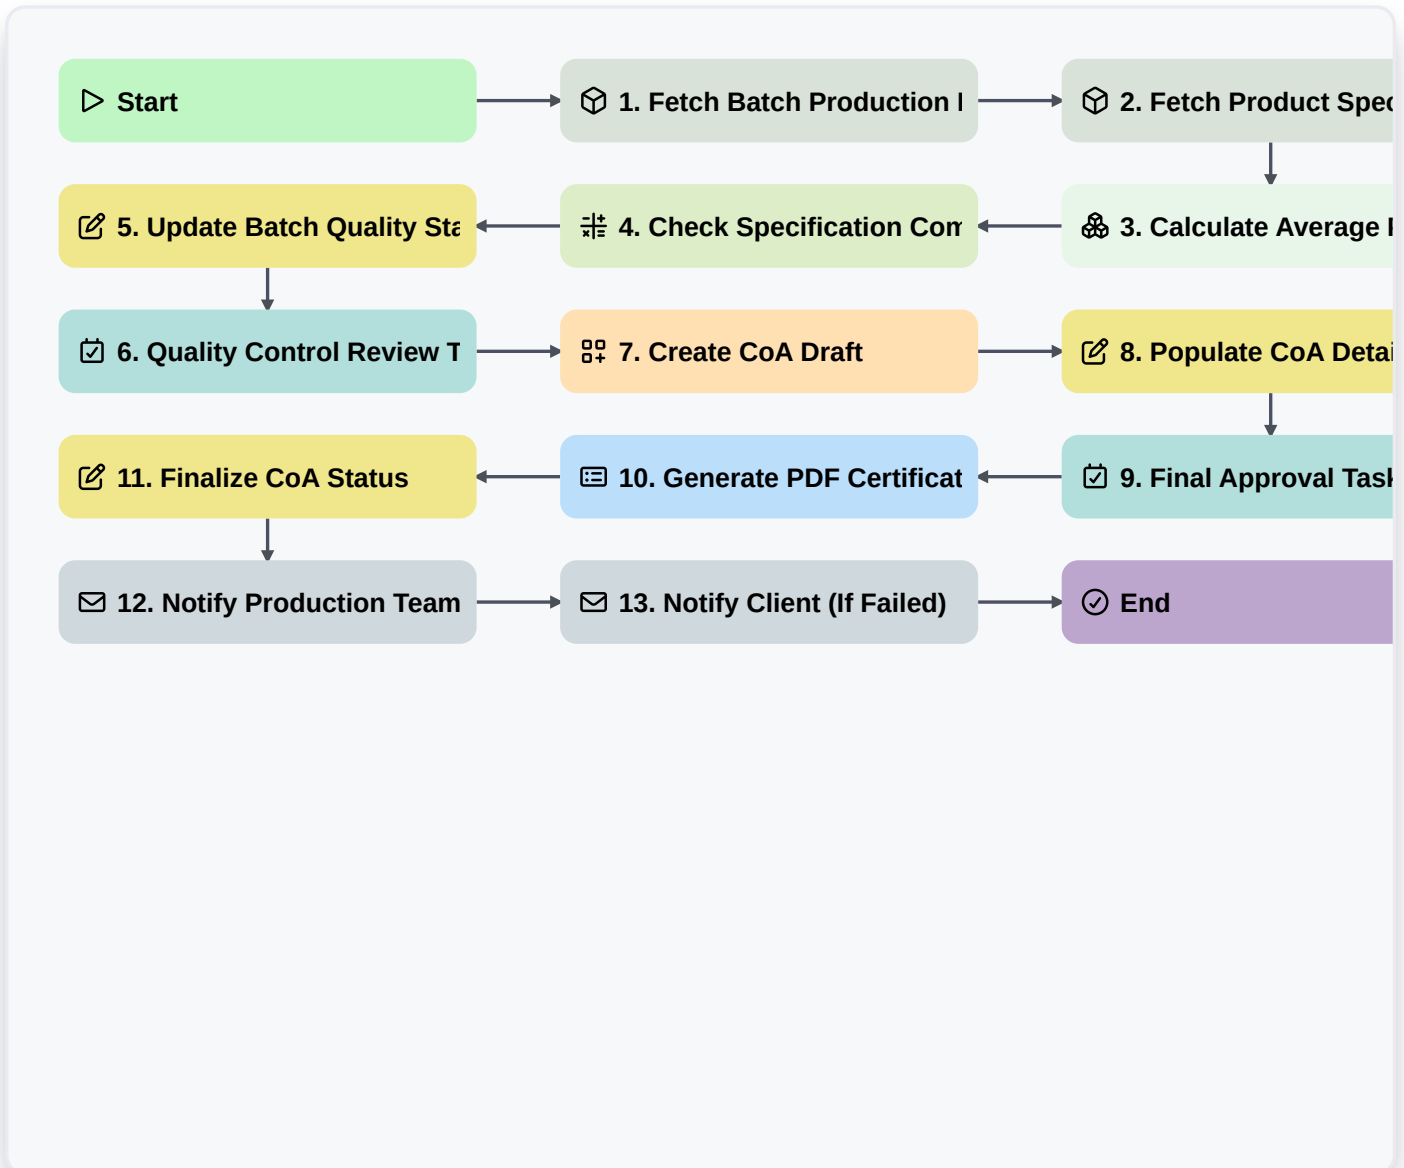 Start
1. Fetch Batch Production
2. Fetch Product Spec
5. Update Batch Quality Sta
4. Check Specification Com
3. Calculate Average
6. Quality Control Review T
7. Create CoA Draft
8. Populate CoA Detai
11. Finalize CoA Status
10. Generate PDF Certificat
9. Final Approval Task
12. Notify Production Team
13. Notify Client (If Failed)
End